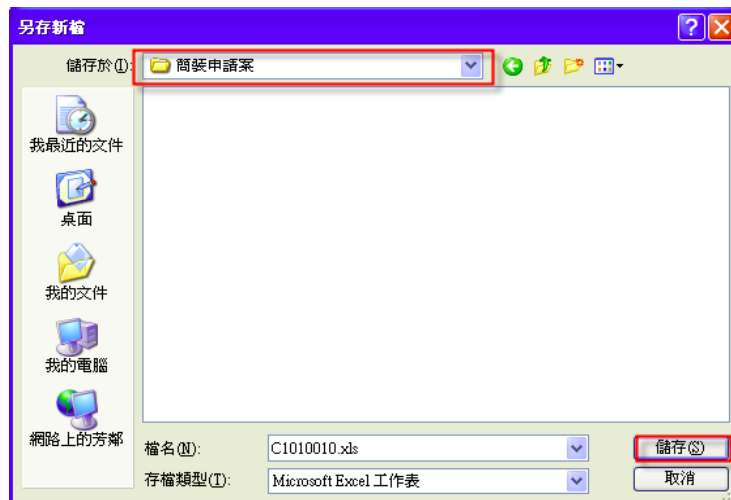 另存新檔
儲存於(I):
簡裝申請案
我最近的文件
桌面
我的文件
我的電腦
網路上的芳鄰
檔名(N):
C1010010.xls
儲存(S)
存檔類型(T):
Microsoft Excel 工作表
取消